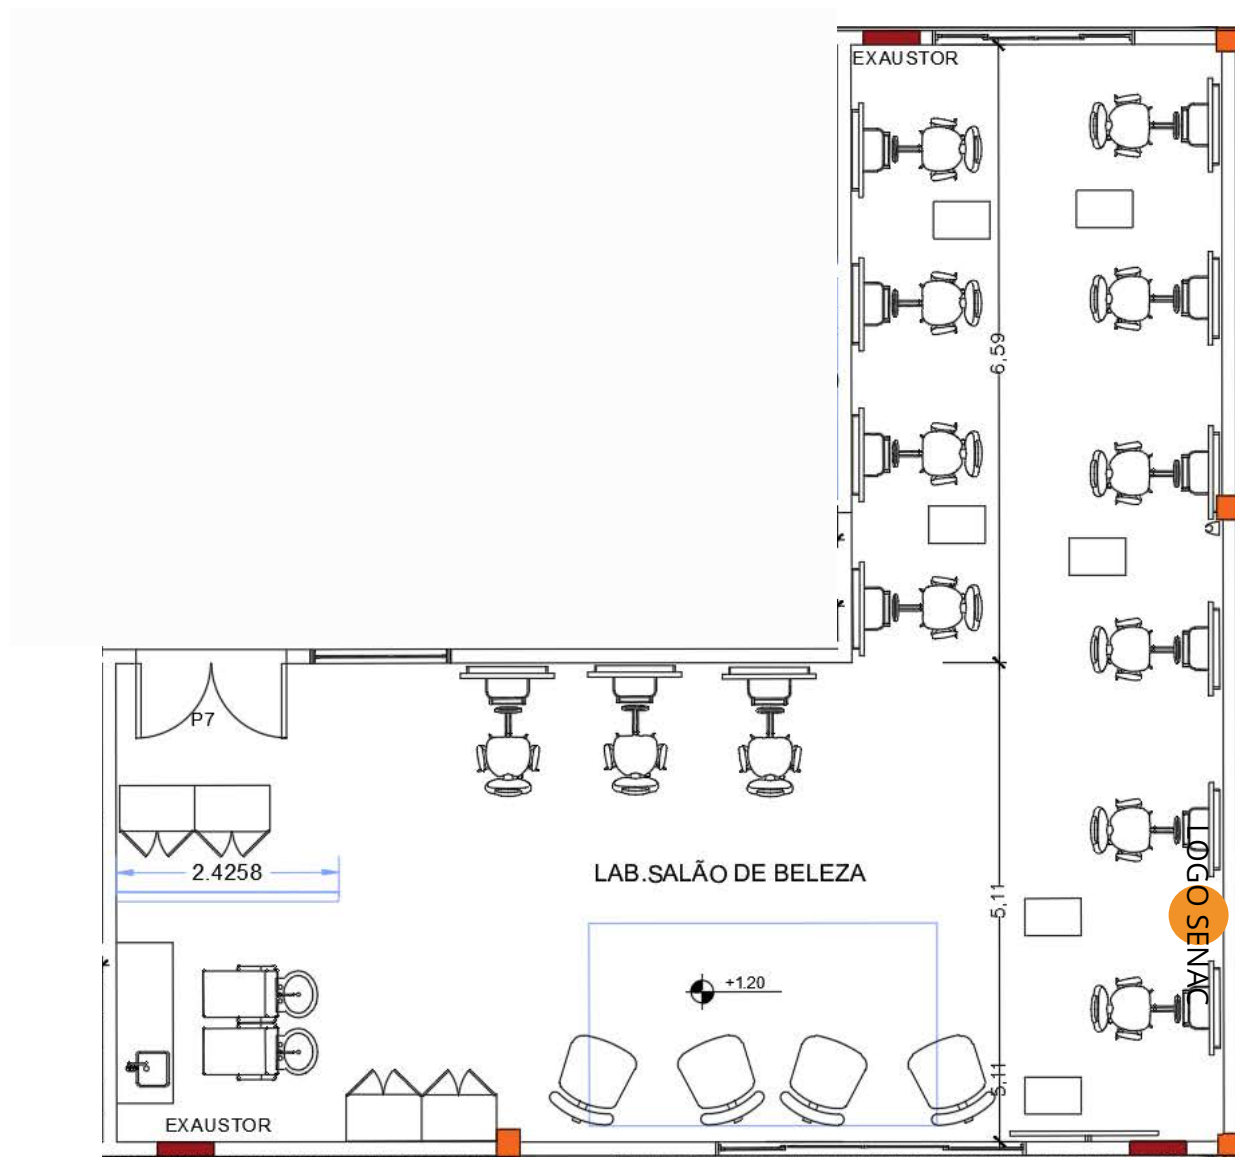 EXAUSTOR
6,59
P7
2.4258
LAB.SALÃO DE BELEZA
5,11
LOGO SENAC
+1.20
5,11
EXAUSTOR